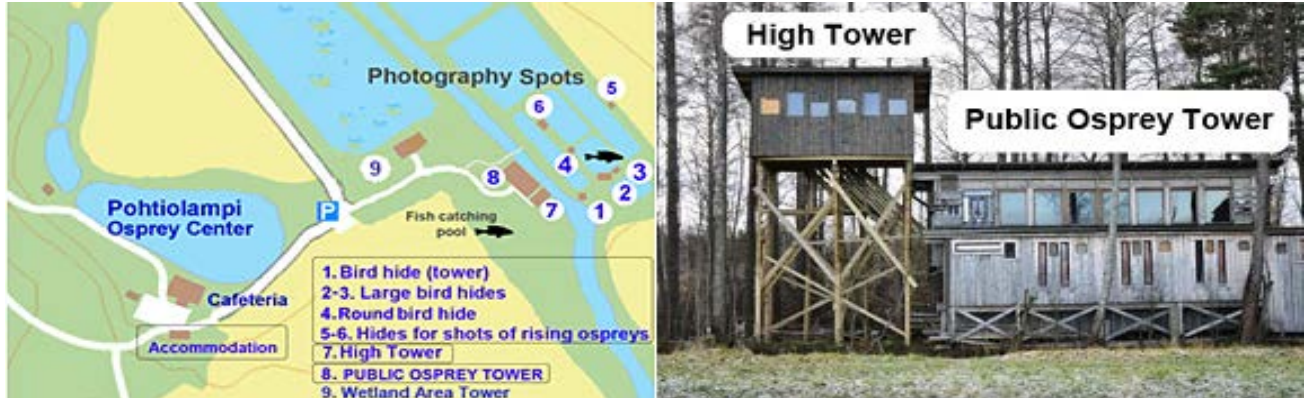 Photography Spots
5
6
9
4
3
8
2
7
1
P
Pohtiolampi
Osprey Center
Fish catching
pool
Cafeteria
Accommodation
1. Bird hide (tower)
2-3. Large bird hides
4. Round bird hide
5-6. Hides for shots of rising ospreys
7. High Tower
8. PUBLIC OSPREY TOWER
9. Wetland Area Tower
High Tower
Public Osprey Tower